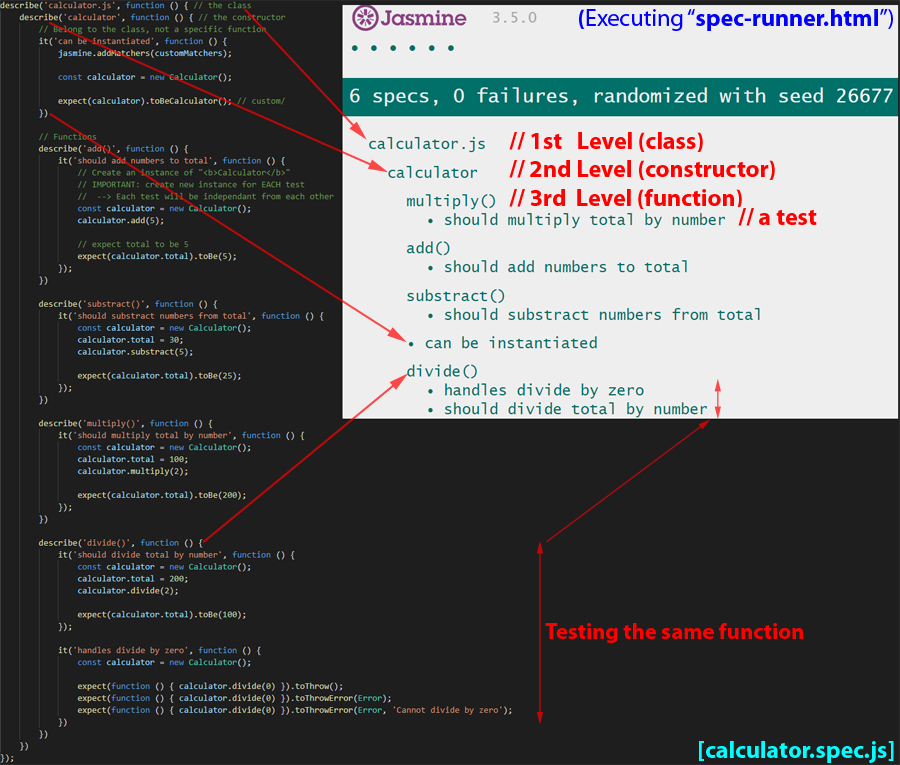 describe('calculator.js', function () { // the class
describe('calculator', function () { // the constructor
// Belong to the class, not a specific function
it('can be instantiated', function () {
jasmine.addMatchers(customMatchers);
const calculator = new Calculator();
expect(calculator).toBeCalculator(); // custom/
})
// Functions
describe('add()', function () {
it('should add numbers to total', function () {
// Create an instance of "<b>Calculator</b>"
// IMPORTANT: create new instance for EACH test
// --> Each test will be independant from each other
const calculator = new Calculator();
calculator.add(5);
// expect total to be 5
expect(calculator.total).toBe(5);
});
})
describe('substract()', function () {
it('should substract numbers from total', function () {
const calculator = new Calculator();
calculator.total = 30;
calculator.substract(5);
expect(calculator.total).toBe(25);
});
})
describe('multiply()', function () {
it('should multiply total by number', function () {
const calculator = new Calculator();
calculator.total = 100;
calculator.multiply(2);
expect(calculator.total).toBe(200);
});
})
describe('divide()', function () {
it('should divide total by number', function () {
const calculator = new Calculator();
calculator.total = 200;
calculator.divide(2);
expect(calculator.total).toBe(100);
});
it('handles divide by zero', function () {
const calculator = new Calculator();
expect(function () { calculator.divide(0) }).toThrow();
expect(function () { calculator.divide(0) }).toThrowError(Error);
expect(function () { calculator.divide(0) }).toThrowError(Error, 'Cannot divide by zero');
})
})
})
});
Jasmine 3.5.0 (Executing “spec-runner.html”)
• • • • • •
6 specs, 0 failures, randomized with seed 26677
calculator.js // 1st Level (class)
calculator // 2nd Level (constructor)
multiply() // 3rd Level (function)
• should multiply total by number // a test
add()
• should add numbers to total
substract()
• should substract numbers from total
• can be instantiated
divide()
• handles divide by zero
• should divide total by number
Testing the same function
[calculator.spec.js]